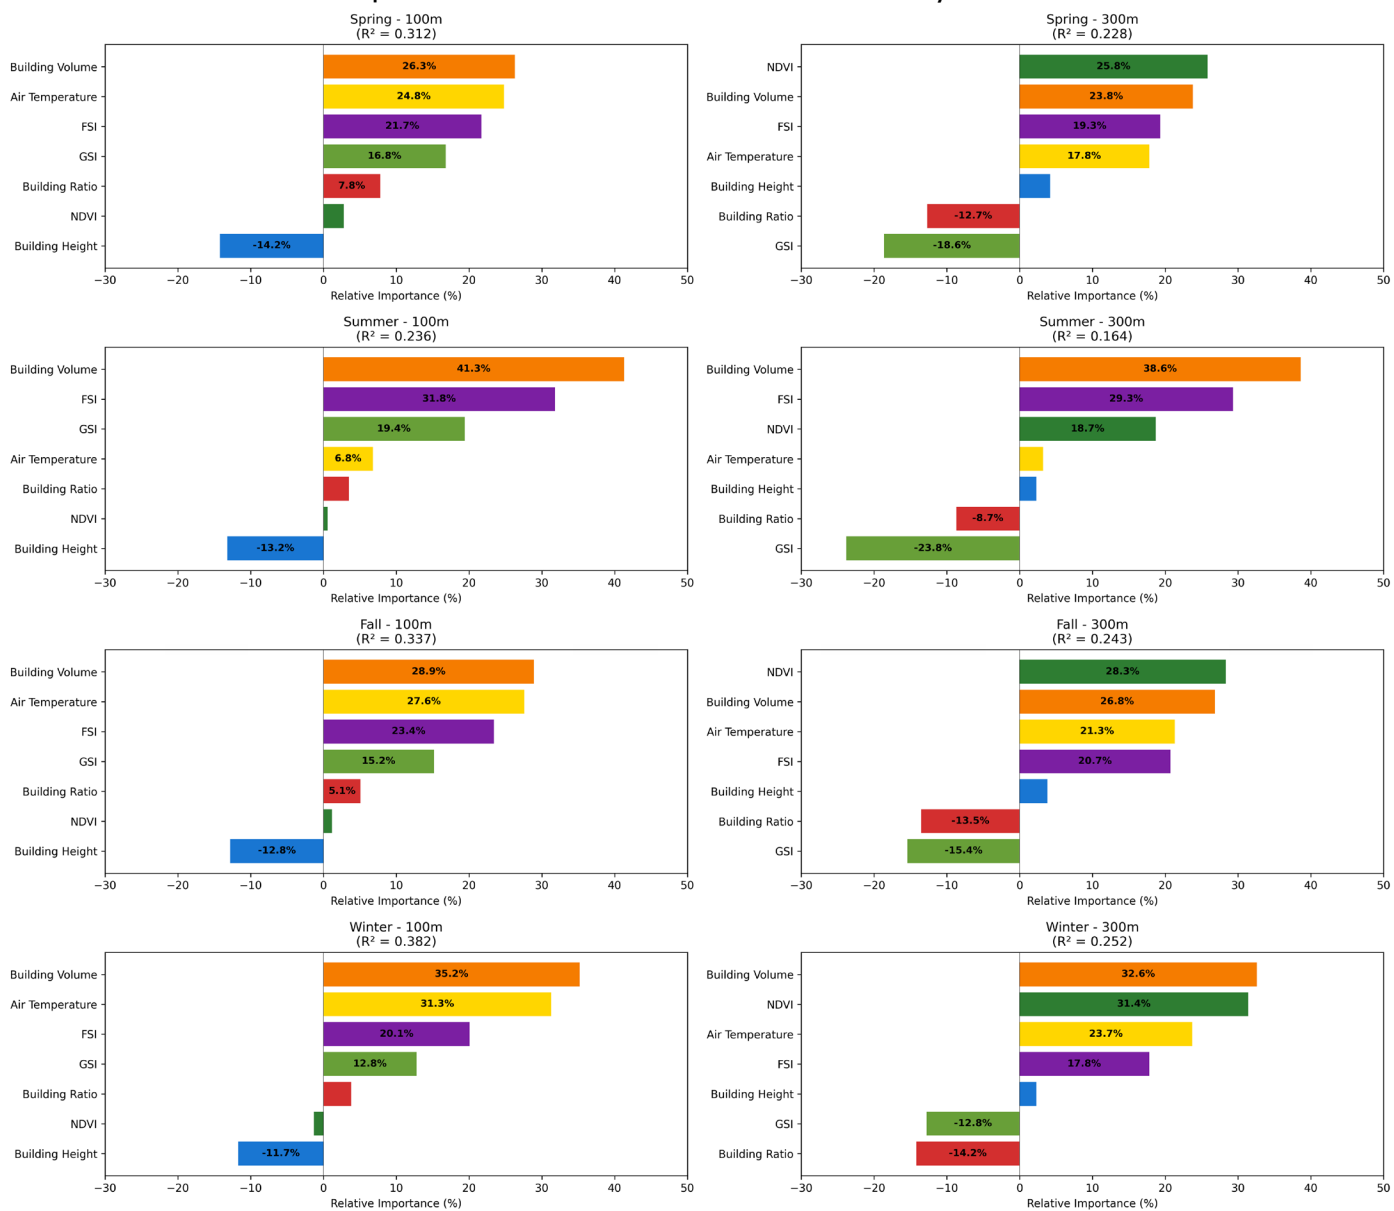 Spring - 100m
(R² = 0.312)
Building Volume
26.3%
Air Temperature
24.8%
FSI
21.7%
GSI
16.8%
Building Ratio
7.8%
NDVI
Building Height
-14.2%
−30 −20 −10 0 10 20 30 40 50
Relative Importance (%)
Spring - 300m
(R² = 0.228)
NDVI
25.8%
Building Volume
23.8%
FSI
19.3%
Air Temperature
17.8%
Building Height
Building Ratio
-12.7%
GSI
-18.6%
−30 −20 −10 0 10 20 30 40 50
Relative Importance (%)
Summer - 100m
(R² = 0.236)
Building Volume
41.3%
FSI
31.8%
GSI
19.4%
Air Temperature
6.8%
Building Ratio
NDVI
Building Height
-13.2%
−30 −20 −10 0 10 20 30 40 50
Relative Importance (%)
Summer - 300m
(R² = 0.164)
Building Volume
38.6%
FSI
29.3%
NDVI
18.7%
Air Temperature
Building Height
Building Ratio
-8.7%
GSI
-23.8%
−30 −20 −10 0 10 20 30 40 50
Relative Importance (%)
Fall - 100m
(R² = 0.337)
Building Volume
28.9%
Air Temperature
27.6%
FSI
23.4%
GSI
15.2%
Building Ratio
5.1%
NDVI
Building Height
-12.8%
−30 −20 −10 0 10 20 30 40 50
Relative Importance (%)
Fall - 300m
(R² = 0.243)
NDVI
28.3%
Building Volume
26.8%
Air Temperature
21.3%
FSI
20.7%
Building Height
Building Ratio
-13.5%
GSI
-15.4%
−30 −20 −10 0 10 20 30 40 50
Relative Importance (%)
Winter - 100m
(R² = 0.382)
Building Volume
35.2%
Air Temperature
31.3%
FSI
20.1%
GSI
12.8%
Building Ratio
NDVI
Building Height
-11.7%
−30 −20 −10 0 10 20 30 40 50
Relative Importance (%)
Winter - 300m
(R² = 0.252)
Building Volume
32.6%
NDVI
31.4%
Air Temperature
23.7%
FSI
17.8%
Building Height
GSI
-12.8%
Building Ratio
-14.2%
−30 −20 −10 0 10 20 30 40 50
Relative Importance (%)